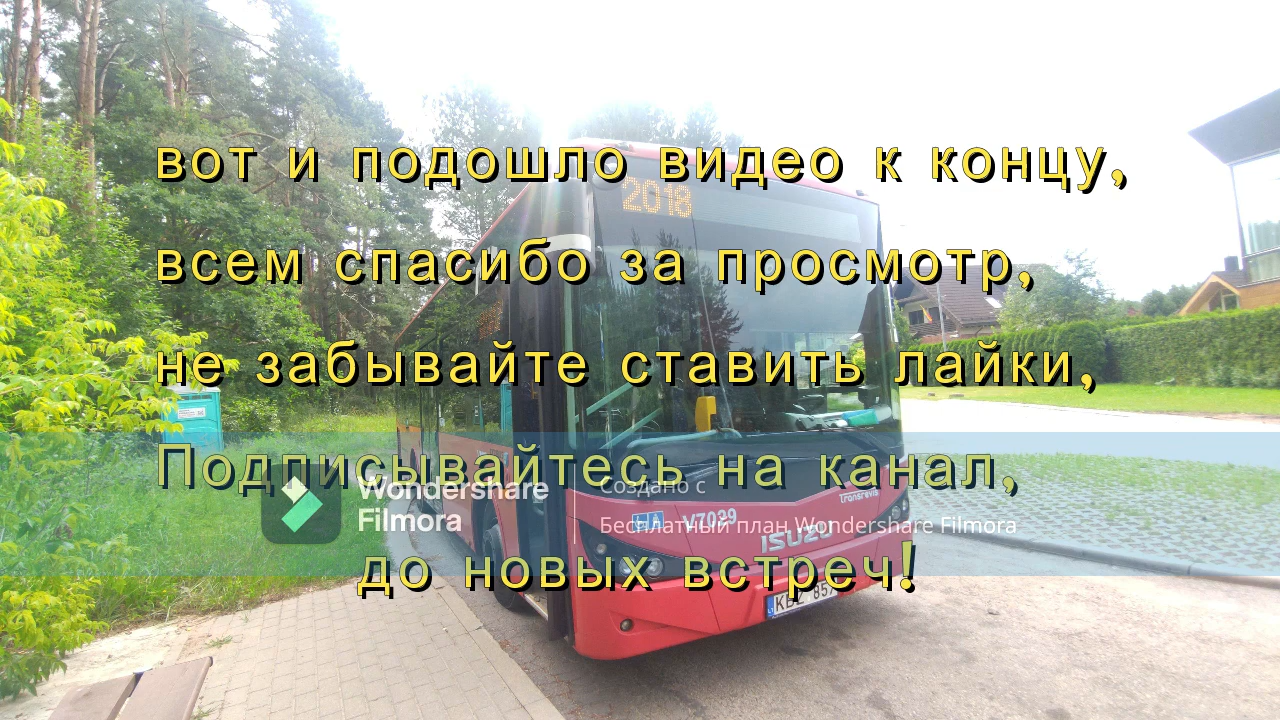 вот и подошло видео к концу,
2018
всем спасибо за просмотр,
не забывайте ставить лайки,
Подписывайтесь на канал,
Wondershare
Filmora
Создано с
Бесплатный план Wondershare Filmora
Transrevis
V7029
ISUZU
до новых встреч!